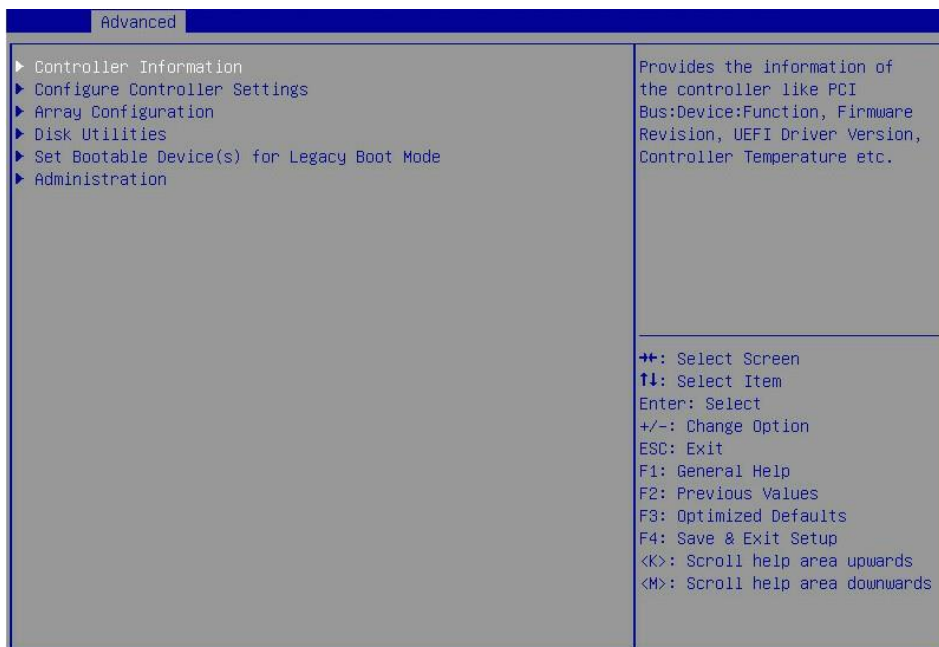 Advanced
▶ Controller Information
▶ Configure Controller Settings
▶ Array Configuration
▶ Disk Utilities
▶ Set Bootable Device(s) for Legacy Boot Mode
▶ Administration
Provides the information of
the controller like PCI
Bus:Device:Function, Firmware
Revision, UEFI Driver Version,
Controller Temperature etc.
→←: Select Screen
↑↓: Select Item
Enter: Select
+/-: Change Option
ESC: Exit
F1: General Help
F2: Previous Values
F3: Optimized Defaults
F4: Save & Exit Setup
<K>: Scroll help area upwards
<M>: Scroll help area downwards